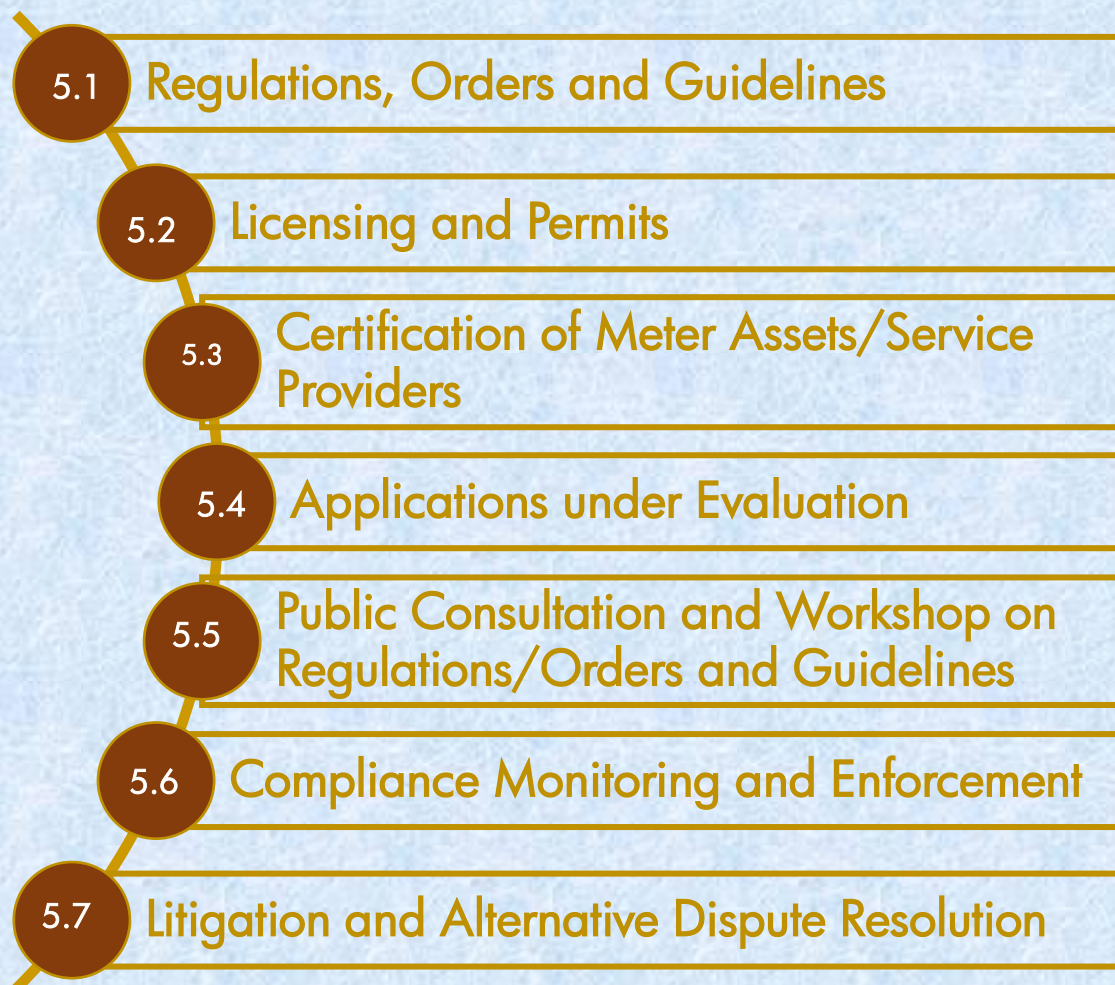 5.1 Regulations, Orders and Guidelines
5.2 Licensing and Permits
5.3 Certification of Meter Assets/Service
Providers
5.4 Applications under Evaluation
5.5 Public Consultation and Workshop on
Regulations/Orders and Guidelines
5.6 Compliance Monitoring and Enforcement
5.7 Litigation and Alternative Dispute Resolution